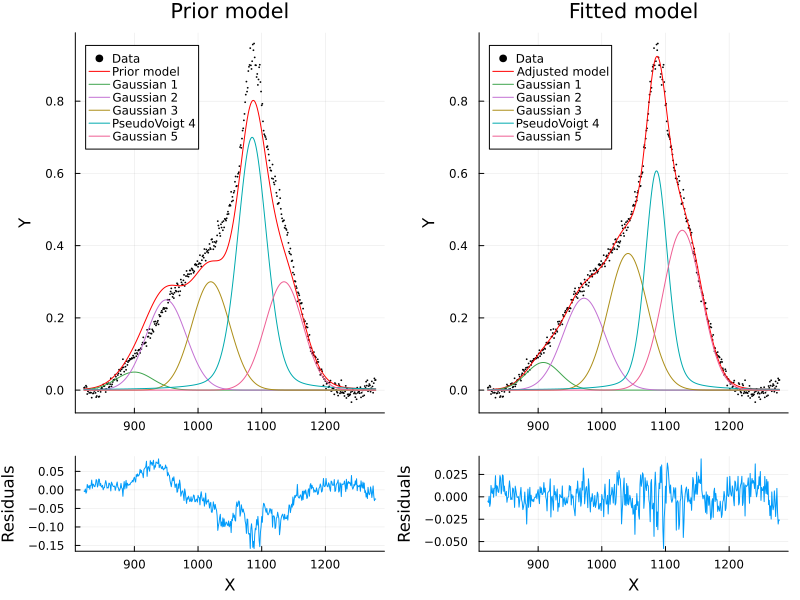 Prior model
Data
Prior model
Gaussian 1
Gaussian 2
Gaussian 3
PseudoVoigt 4
Gaussian 5
Y
0.8
0.6
0.4
0.2
0.0
900 1000 1100 1200
Fitted model
Data
Adjusted model
Gaussian 1
Gaussian 2
Gaussian 3
PseudoVoigt 4
Gaussian 5
Y
0.8
0.6
0.4
0.2
0.0
900 1000 1100 1200
Residuals
0.05
0.00
−0.05
−0.10
−0.15
900 1000 1100 1200
X
Residuals
0.025
0.000
−0.025
−0.050
900 1000 1100 1200
X